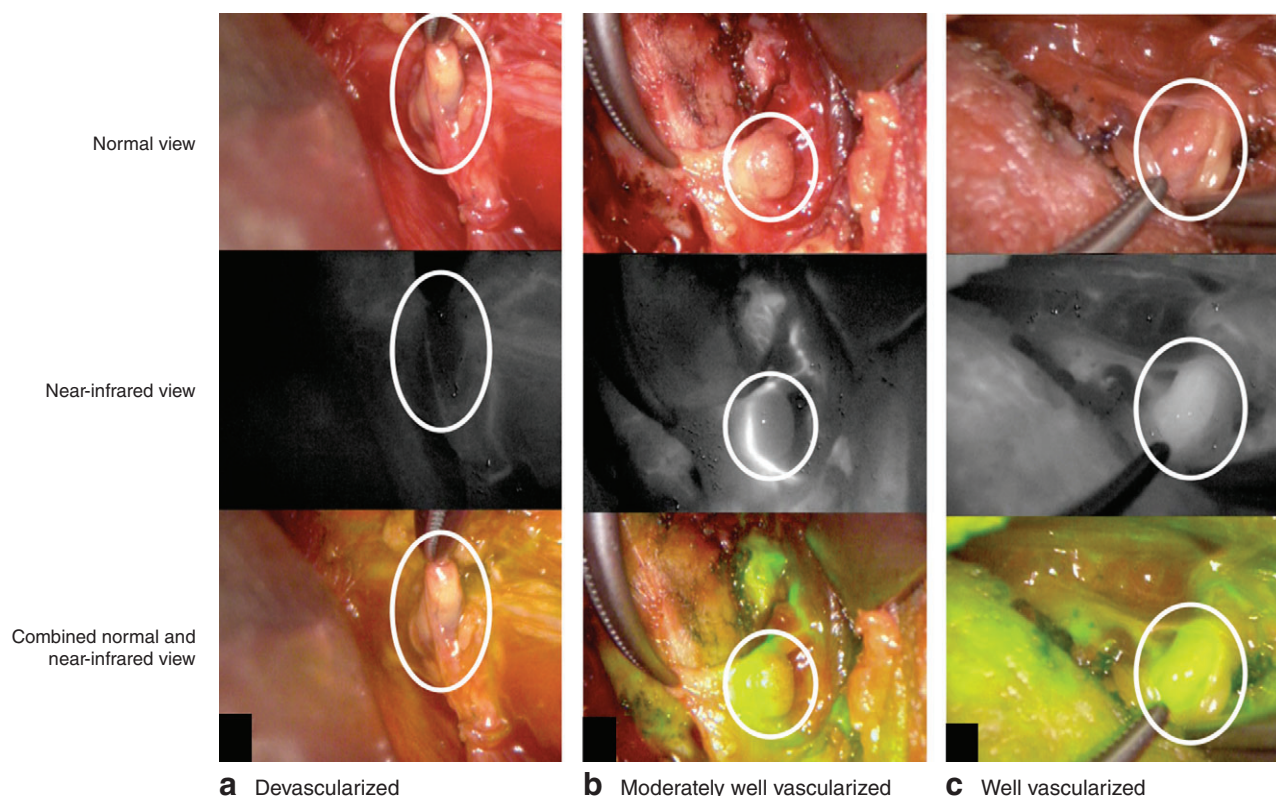 Normal view
Near-infrared view
Combined normal and
near-infrared view
a Devascularized
b Moderately well vascularized
c Well vascularized